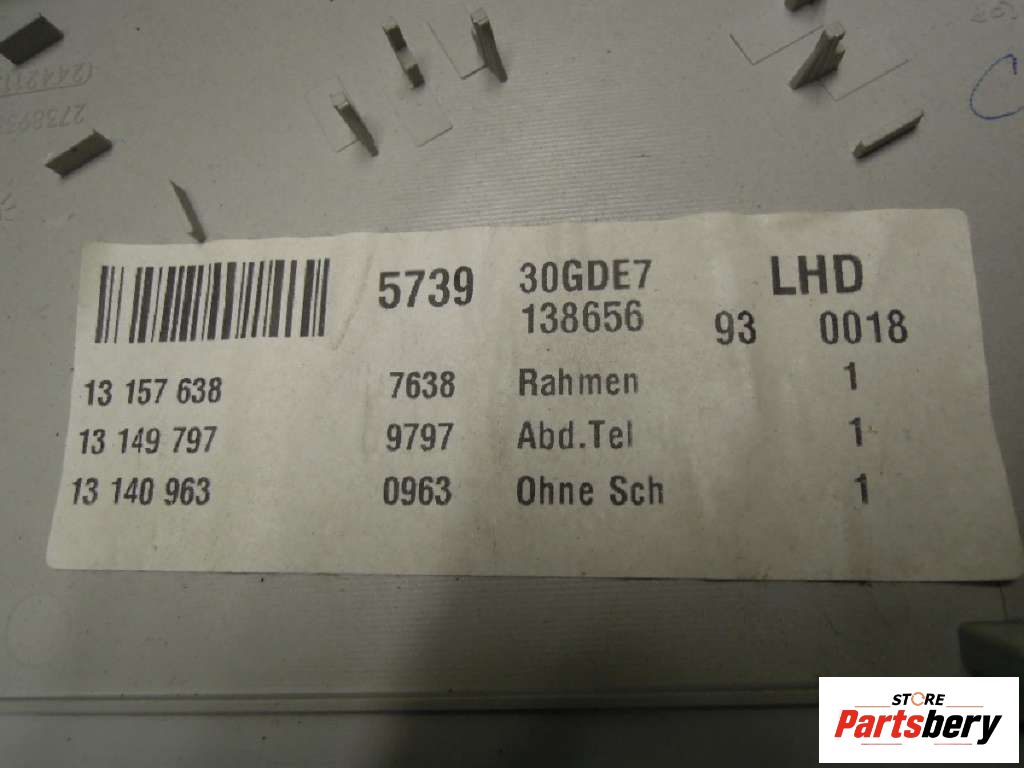 5739 30GDE7 LHD
138656 93 0018
13 157 638 7638 Rahmen 1
13 149 797 9797 Abd.Tel 1
13 140 963 0963 Ohne Sch 1
STORE
Partsbery